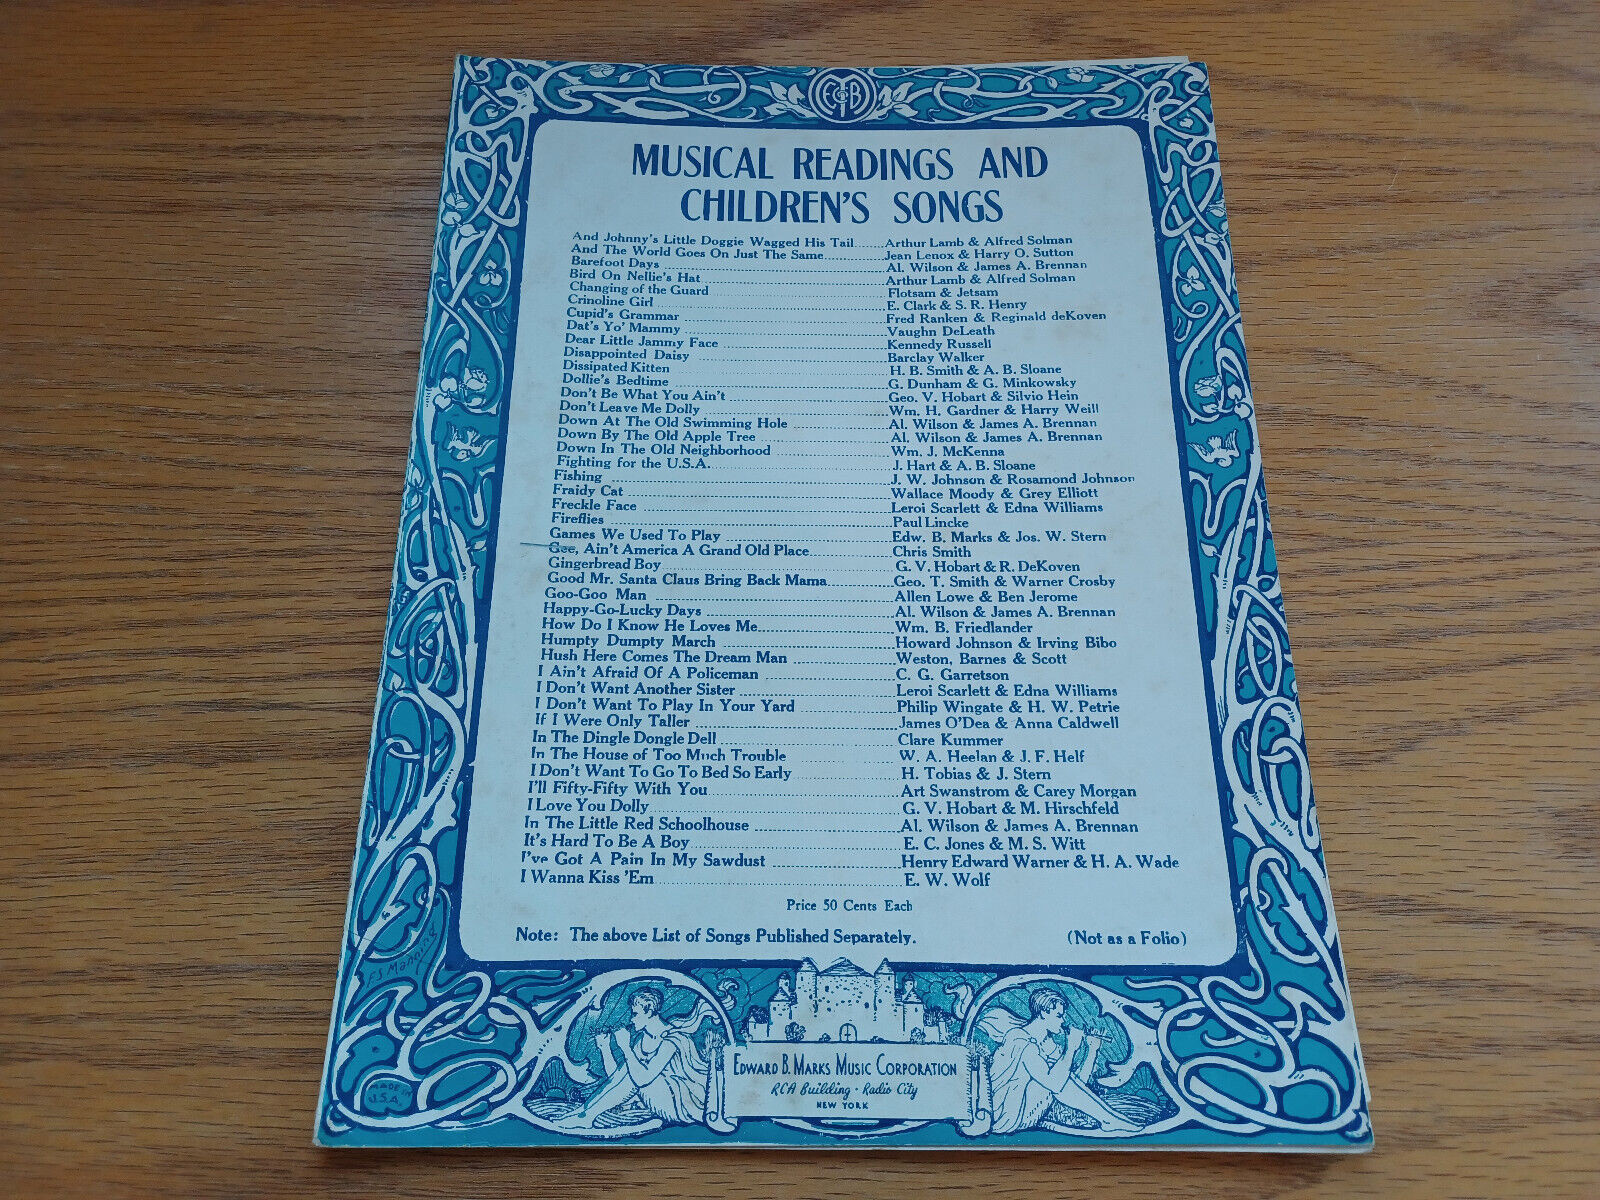 EMB
MUSICAL READINGS AND
CHILDREN'S SONGS
And Johnny's Little Doggie Wagged His Tail Arthur Lamb & Alfred Solman
And The World Goes On Just The Same Jean Lenox & Harry O. Sutton
Barefoot Days Al. Wilson & James A. Brennan
Bird On Nellie's Hat Arthur Lamb & Alfred Solman
Changing of the Guard Flotsam & Jetsam
Crinoline Girl E. Clark & S. R. Henry
Cupid's Grammar Fred Ranken & Reginald deKoven
Dat's Yo' Mammy Vaughn DeLeath
Dear Little Jammy Face Kennedy Russell
Disappointed Daisy Barclay Walker
Dissipated Kitten H. B. Smith & A. B. Sloane
Dollie's Bedtime G. Dunham & G. Minkowsky
Don't Be What You Ain't Geo. V. Hobart & Silvio Hein
Don't Leave Me Dolly Wm. H. Gardner & Harry Weill
Down At The Old Swimming Hole Al. Wilson & James A. Brennan
Down By The Old Apple Tree Al. Wilson & James A. Brennan
Down In The Old Neighborhood Wm. J. McKenna
Fighting for the U.S.A. J. Hart & A. B. Sloane
Fishing J. W. Johnson & Rosamond Johnson
Fraidy Cat Wallace Moody & Grey Elliott
Freckle Face Leroi Scarlett & Edna Williams
Fireflies Paul Lincke
Games We Used To Play Edw. B. Marks & Jos. W. Stern
Gee, Ain't America A Grand Old Place Chris Smith
Gingerbread Boy G. V. Hobart & R. DeKoven
Good Mr. Santa Claus Bring Back Mama Geo. T. Smith & Warner Crosby
Goo-Goo Man Allen Lowe & Ben Jerome
Happy-Go-Lucky Days Al. Wilson & James A. Brennan
How Do I Know He Loves Me Wm. B. Friedlander
Humpty Dumpty March Howard Johnson & Irving Bibo
Hush Here Comes The Dream Man Weston, Barnes & Scott
I Ain't Afraid Of A Policeman C. G. Garretson
I Don't Want Another Sister Leroi Scarlett & Edna Williams
I Don't Want To Play In Your Yard Philip Wingate & H. W. Petrie
If I Were Only Taller James O'Dea & Anna Caldwell
In The Dingle Dongle Dell Clare Kummer
In The House of Too Much Trouble W. A. Heelan & J. F. Helf
I Don't Want To Go To Bed So Early H. Tobias & J. Stern
I'll Fifty-Fifty With You Art Swanstrom & Carey Morgan
I Love You Dolly G. V. Hobart & M. Hirschfeld
In The Little Red Schoolhouse Al. Wilson & James A. Brennan
It's Hard To Be A Boy E. C. Jones & M. S. Witt
I've Got A Pain In My Sawdust Henry Edward Warner & H. A. Wade
I Wanna Kiss 'Em E. W. Wolf
Price 50 Cents Each
Note: The above List of Songs Published Separately. (Not as a Folio)
F.S. Manning
EDWARD B. MARKS MUSIC CORPORATION
RCA Building · Radio City
NEW YORK
MADE IN
U.S.A.